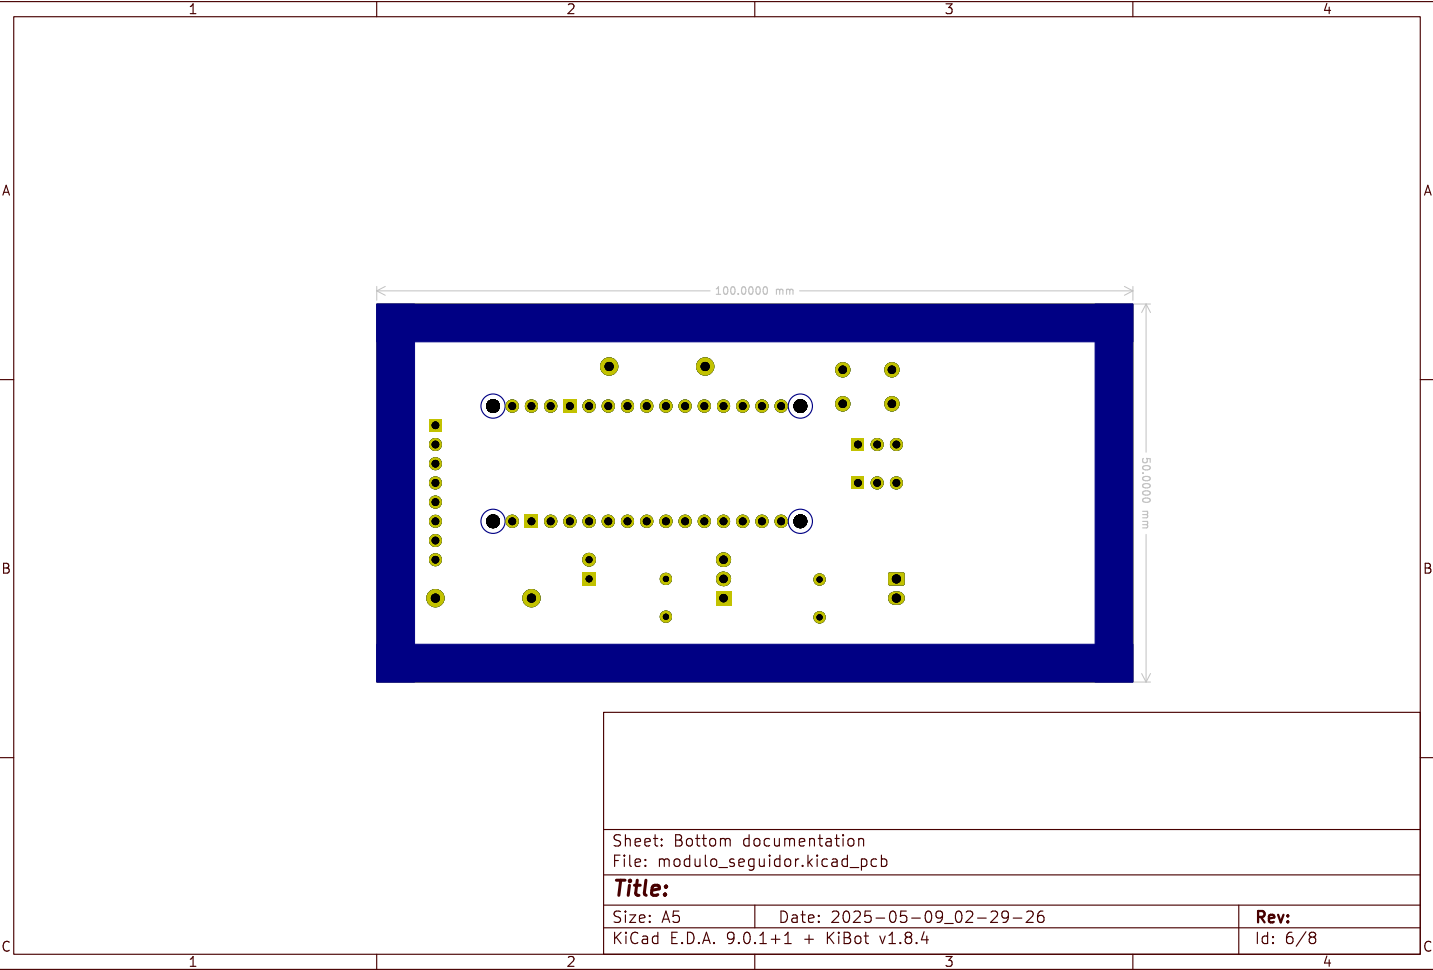 1 2 3 4
A A
100.0000 mm
50.0000 mm
B B
Sheet: Bottom documentation
File: modulo_seguidor.kicad_pcb
Title:
Size: A5 Date: 2025-05-09_02-29-26 Rev:
KiCad E.D.A. 9.0.1+1 + KiBot v1.8.4 Id: 6/8
C C
1 2 3 4